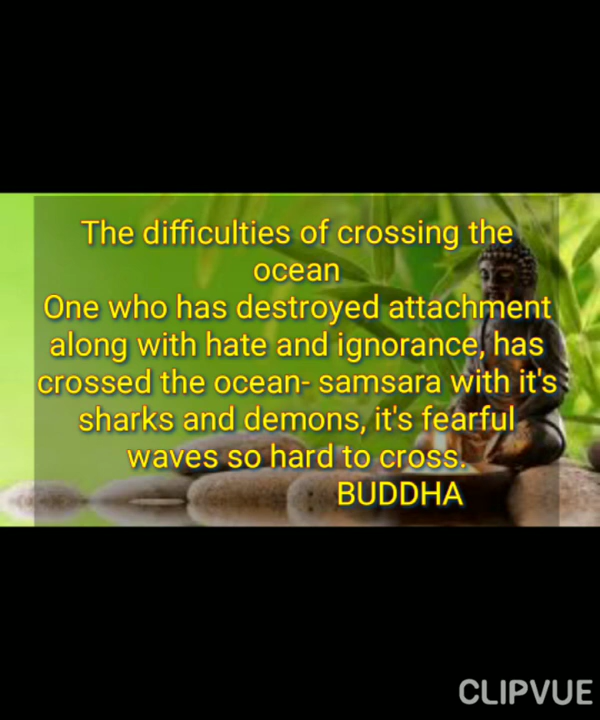 The difficulties of crossing the
ocean
One who has destroyed attachment
along with hate and ignorance, has
crossed the ocean- samsara with it's
sharks and demons, it's fearful
waves so hard to cross.
BUDDHA
CLIPVUE